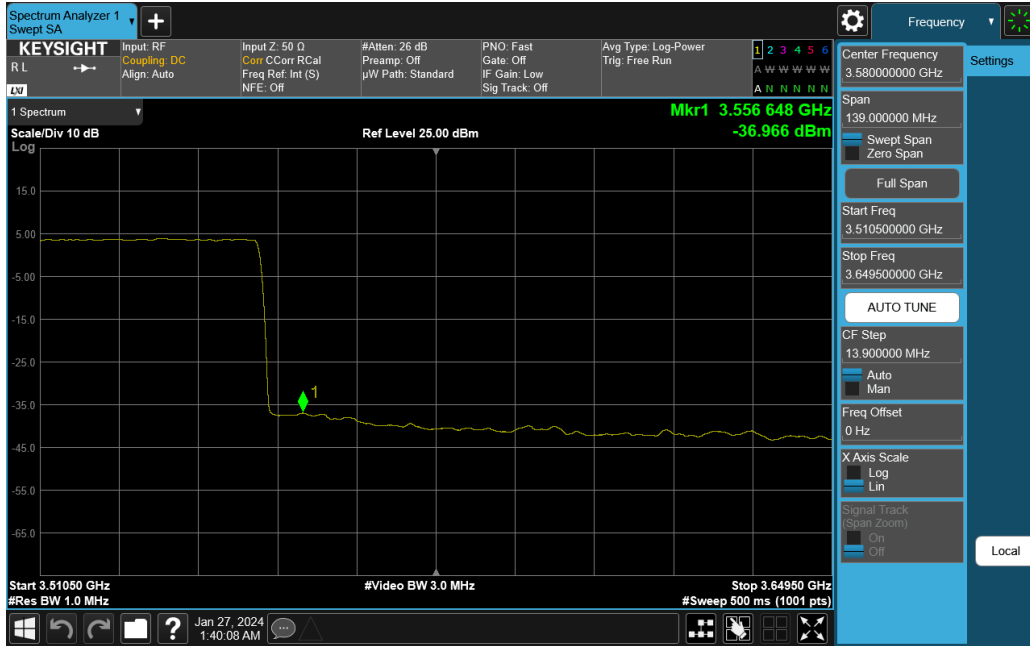 Spectrum Analyzer 1
Swept SA
Frequency
KEYSIGHT
R L
LXI
Input: RF
Coupling: DC
Align: Auto
Input Z: 50 Ω
Corr CCorr RCal
Freq Ref: Int (S)
NFE: Off
#Atten: 26 dB
Preamp: Off
µW Path: Standard
PNO: Fast
Gate: Off
IF Gain: Low
Sig Track: Off
Avg Type: Log-Power
Trig: Free Run
1 2 3 4 5 6
A W W W W W
A N N N N N
1 Spectrum
Mkr1 3.556 648 GHz
Scale/Div 10 dB
Ref Level 25.00 dBm
-36.966 dBm
Log
15.0
5.00
-5.00
-15.0
-25.0
-35.0
-45.0
-55.0
-65.0
1
Start 3.51050 GHz
#Video BW 3.0 MHz
Stop 3.64950 GHz
#Res BW 1.0 MHz
#Sweep 500 ms (1001 pts)
Center Frequency
3.580000000 GHz
Settings
Span
139.000000 MHz
Swept Span
Zero Span
Full Span
Start Freq
3.510500000 GHz
Stop Freq
3.649500000 GHz
AUTO TUNE
CF Step
13.900000 MHz
Auto
Man
Freq Offset
0 Hz
X Axis Scale
Log
Lin
Signal Track
(Span Zoom)
On
Off
Local
?
Jan 27, 2024
1:40:08 AM